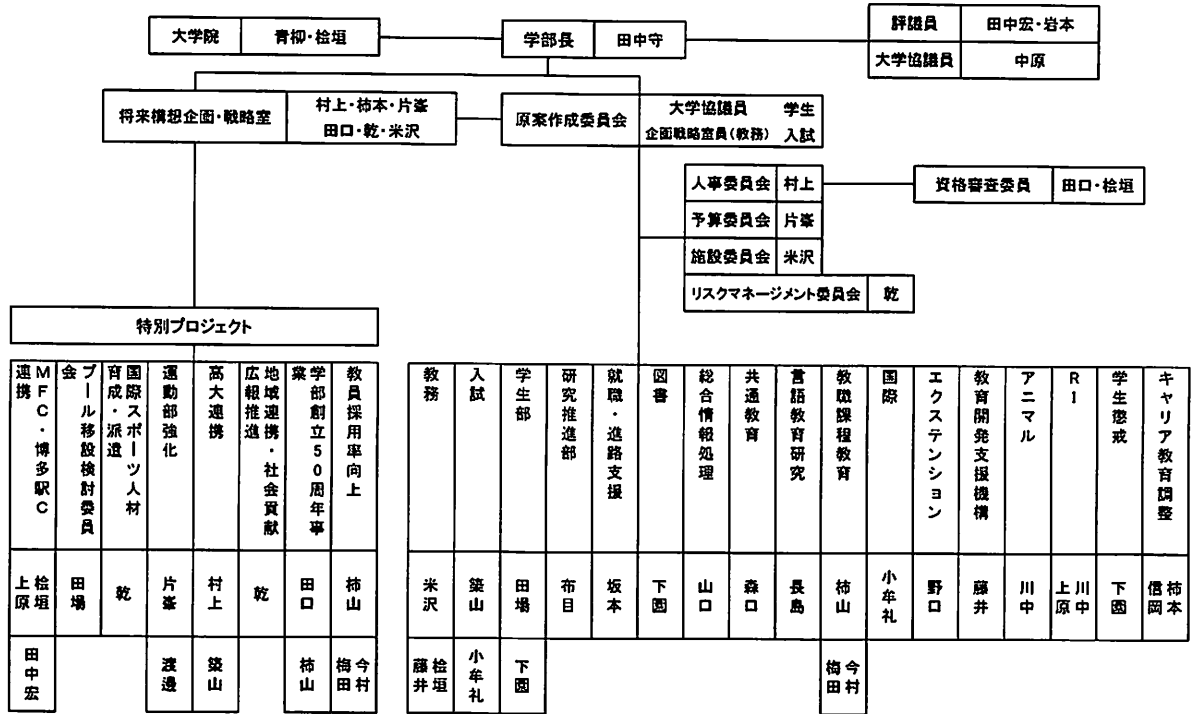 大学院 青柳・桧垣
学部長 田中守
評議員 田中宏・岩本
大学協議員 中原
将来構想企画・戦略室
村上・柿本・片峯
田口・乾・米沢
原案作成委員会
大学協議員 学生
企画戦略室員(教務) 入試
人事委員会 村上
資格審査委員 田口・桧垣
予算委員会 片峯
施設委員会 米沢
リスクマネージメント委員会 乾
特別プロジェクト
MFC・博多駅C
連携
桧垣
上原
田中宏
プール移設検討委員
会
田場
国際スポーツ人材
育成・派遣
乾
運動部強化
片峯
渡邊
高大連携
村上
築山
地域連携・社会貢献
広報推進
乾
学部創立50周年事
業
田口
柿山
教員採用率向上
柿山
今村
梅田
教務
米沢
桧垣
藤井
入試
築山
小牟礼
学生部
田場
下園
研究推進部
布目
就職・進路支援
坂本
図書
下園
総合情報処理
山口
共通教育
森口
言語教育研究
長島
教職課程教育
柿山
今村
梅田
国際
小牟礼
エクステンション
野口
教育開発支援機構
藤井
アニマル
川中
RI
川中
上原
学生懲戒
下園
キャリア教育調整
柿本
信岡